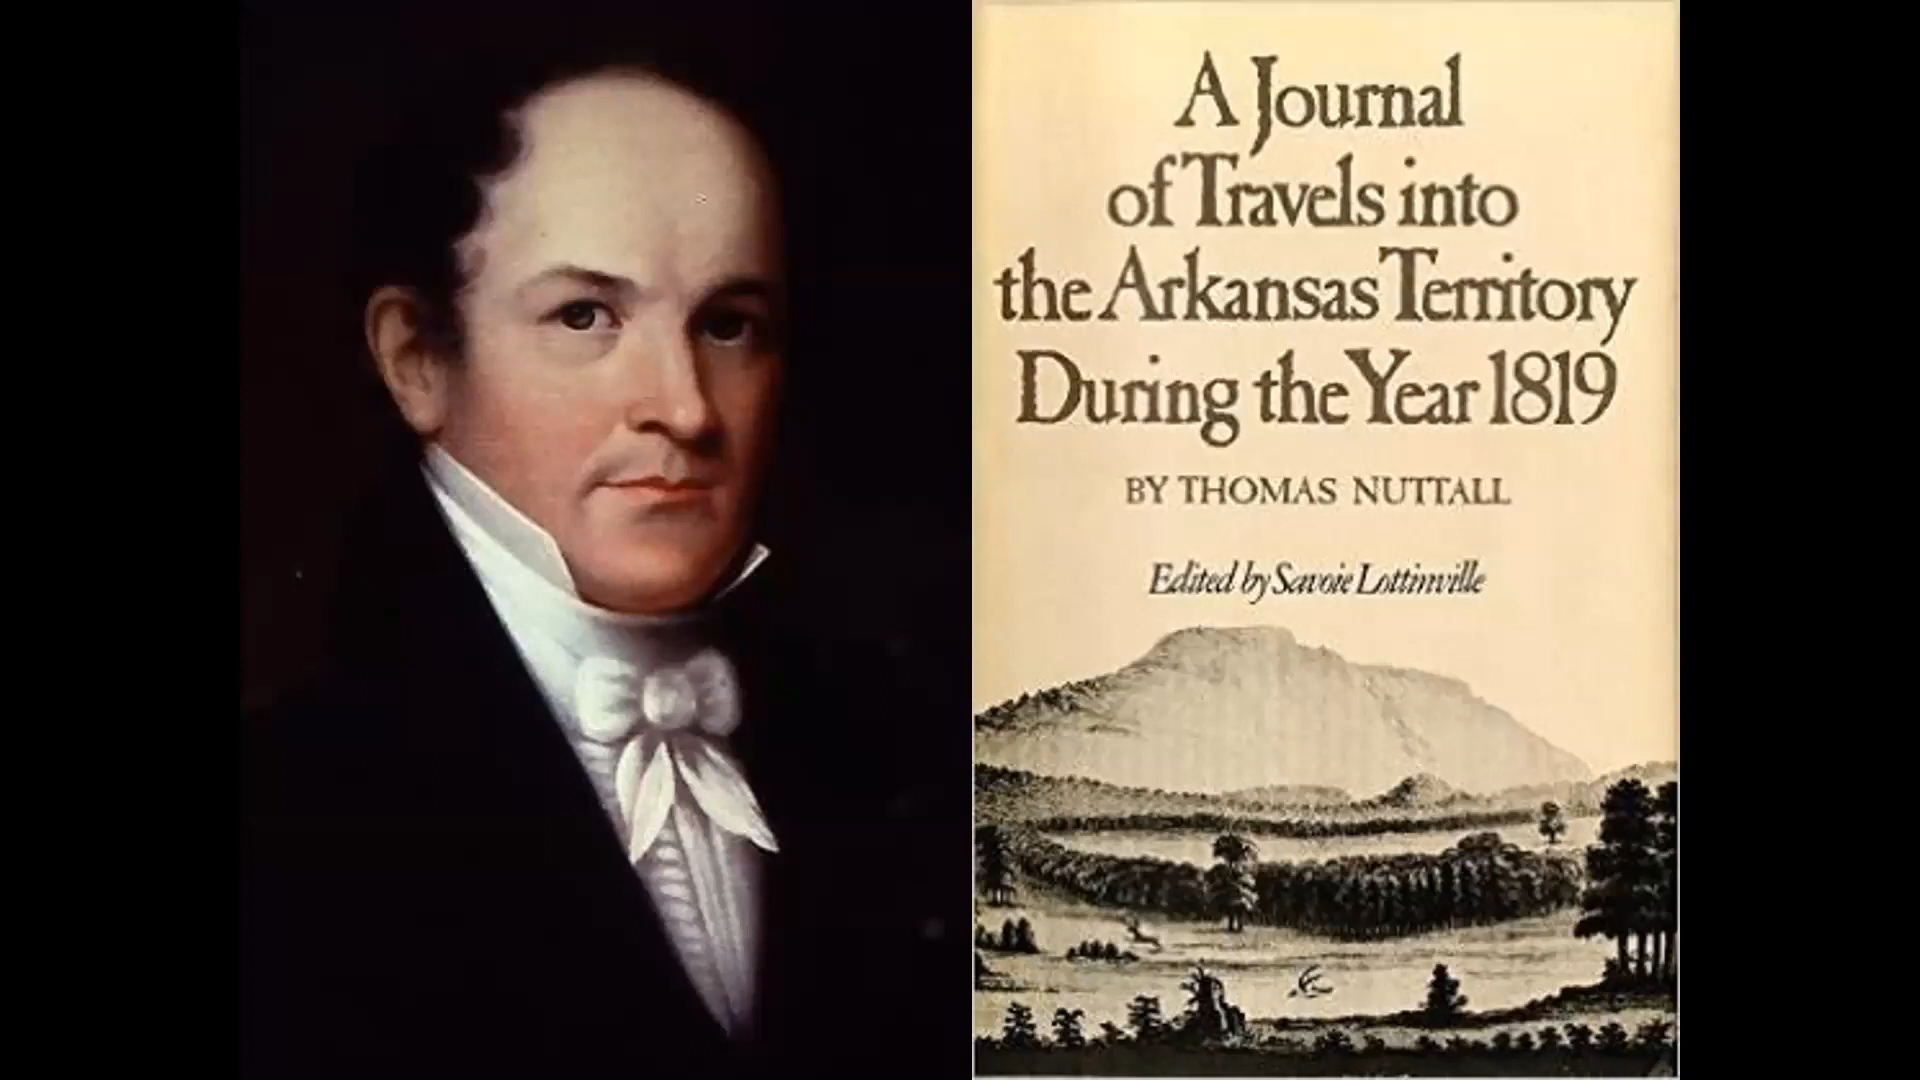 A Journal
of Travels into
the Arkansas Territory
During the Year 1819
BY THOMAS NUTTALL
Edited by Savoie Lottinville